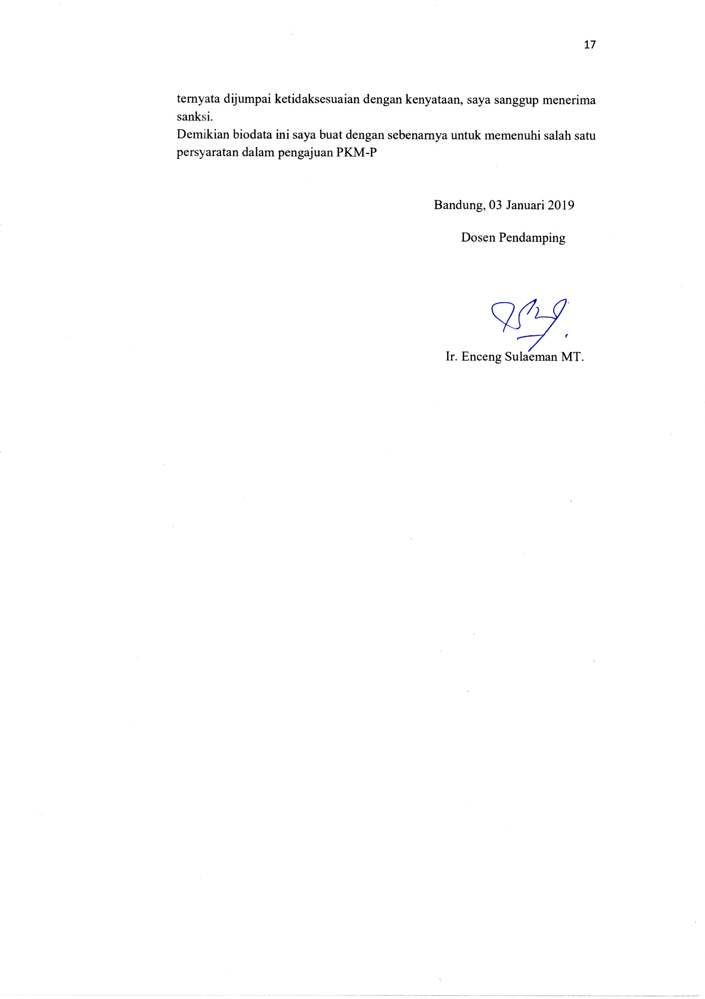 17
ternyata dijumpai ketidaksesuaian dengan kenyataan, saya sanggup menerima
sanksi.
Demikian biodata ini saya buat dengan sebenarnya untuk memenuhi salah satu
persyaratan dalam pengajuan PKM-P
Bandung, 03 Januari 2019
Dosen Pendamping
Ir. Enceng Sulaeman MT.